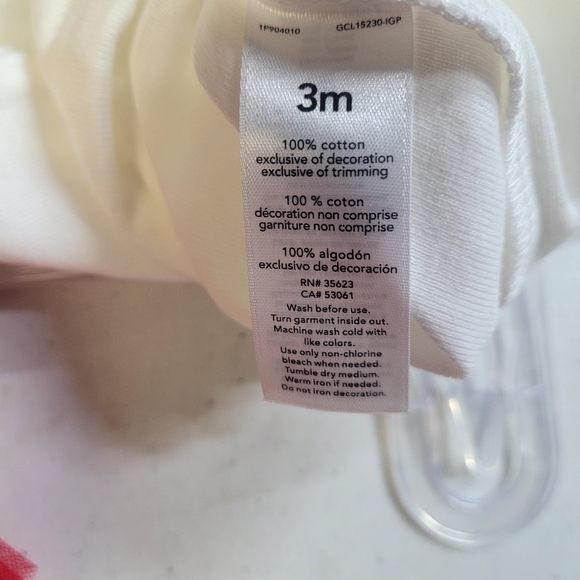 1P904010 GCL15230-IGP
3m
100% cotton
exclusive of decoration
exclusive of trimming
100 % coton
décoration non comprise
garniture non comprise
100% algodón
exclusivo de decoración
RN# 35623
CA# 53061
Wash before use.
Turn garment inside out.
Machine wash cold with
like colors.
Use only non-chlorine
bleach when needed.
Tumble dry medium.
Warm iron if needed.
Do not iron decoration.